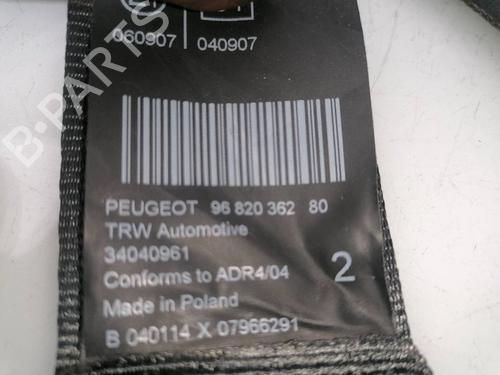 060907 040907
PEUGEOT 96 820 362 80
TRW Automotive
34040961
Conforms to ADR4/04
2
Made in Poland
B 040114 X 07966291
B-PARTS